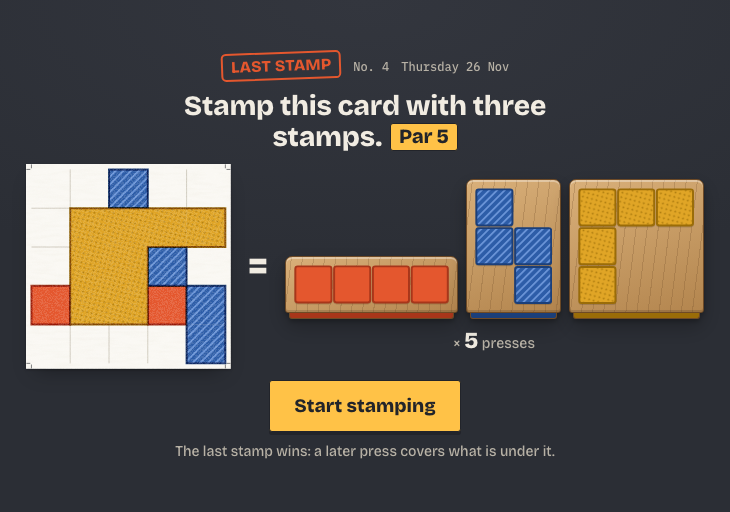 LAST STAMP No. 4 Thursday 26 Nov
Stamp this card with three
stamps. Par 5
=
× 5 presses
Start stamping
The last stamp wins: a later press covers what is under it.